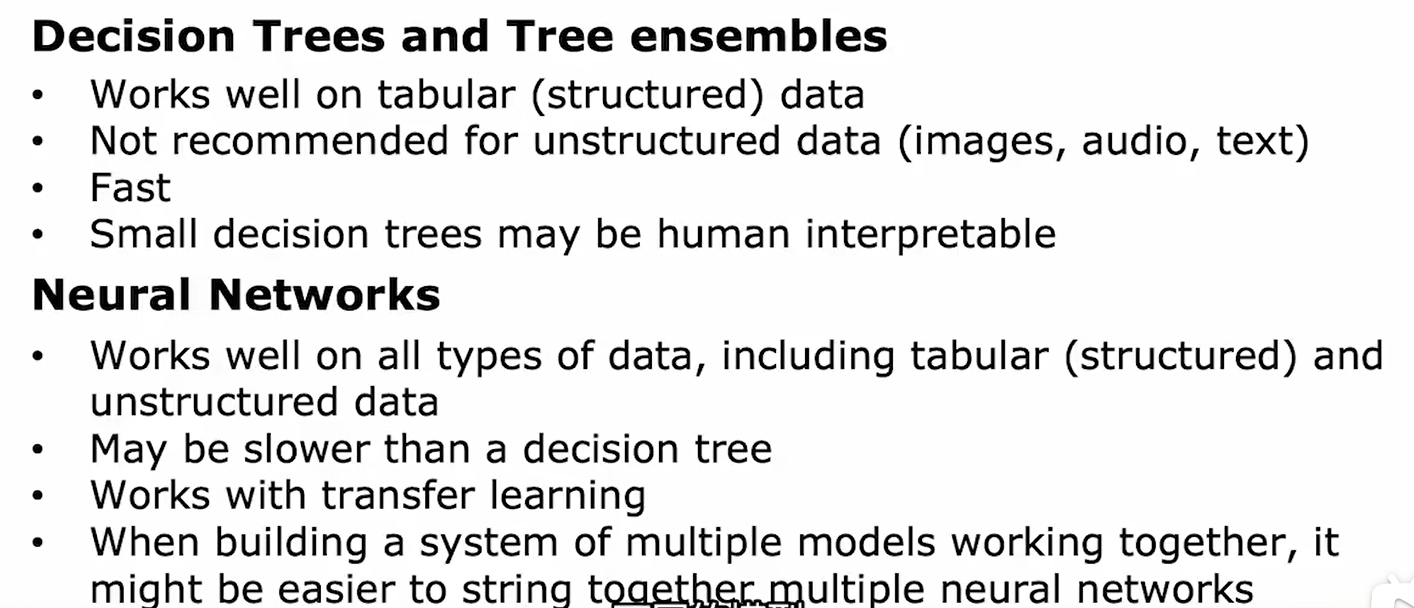 Decision Trees and Tree ensembles
• Works well on tabular (structured) data
• Not recommended for unstructured data (images, audio, text)
• Fast
• Small decision trees may be human interpretable
Neural Networks
• Works well on all types of data, including tabular (structured) and
unstructured data
• May be slower than a decision tree
• Works with transfer learning
• When building a system of multiple models working together, it
might be easier to string together multiple neural networks